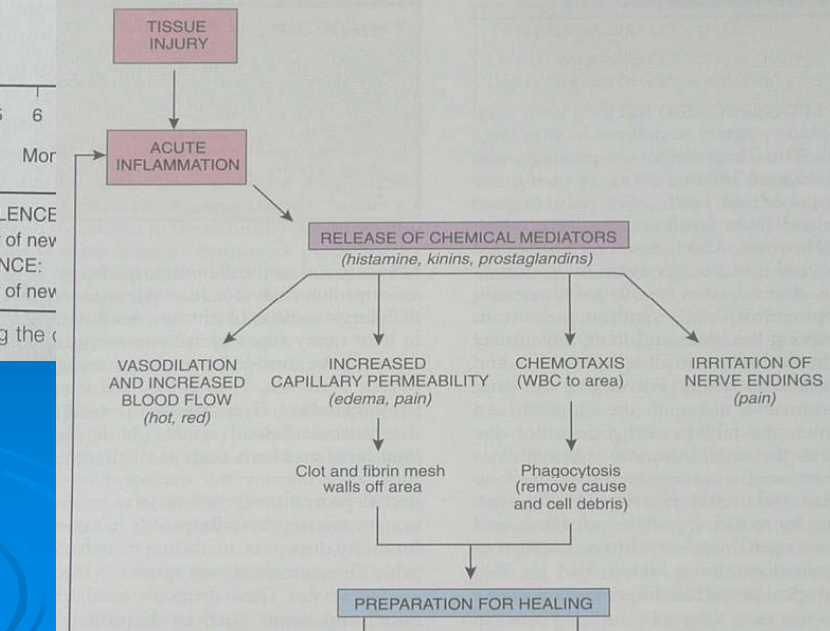 TISSUE
INJURY
6
Mor
LENCE
of new
NCE:
of new
g the
ACUTE
INFLAMMATION
RELEASE OF CHEMICAL MEDIATORS
(histamine, kinins, prostaglandins)
VASODILATION
AND INCREASED
BLOOD FLOW
(hot, red)
INCREASED
CAPILLARY PERMEABILITY
(edema, pain)
CHEMOTAXIS
(WBC to area)
IRRITATION OF
NERVE ENDINGS
(pain)
Clot and fibrin mesh
walls off area
Phagocytosis
(remove cause
and cell debris)
PREPARATION FOR HEALING